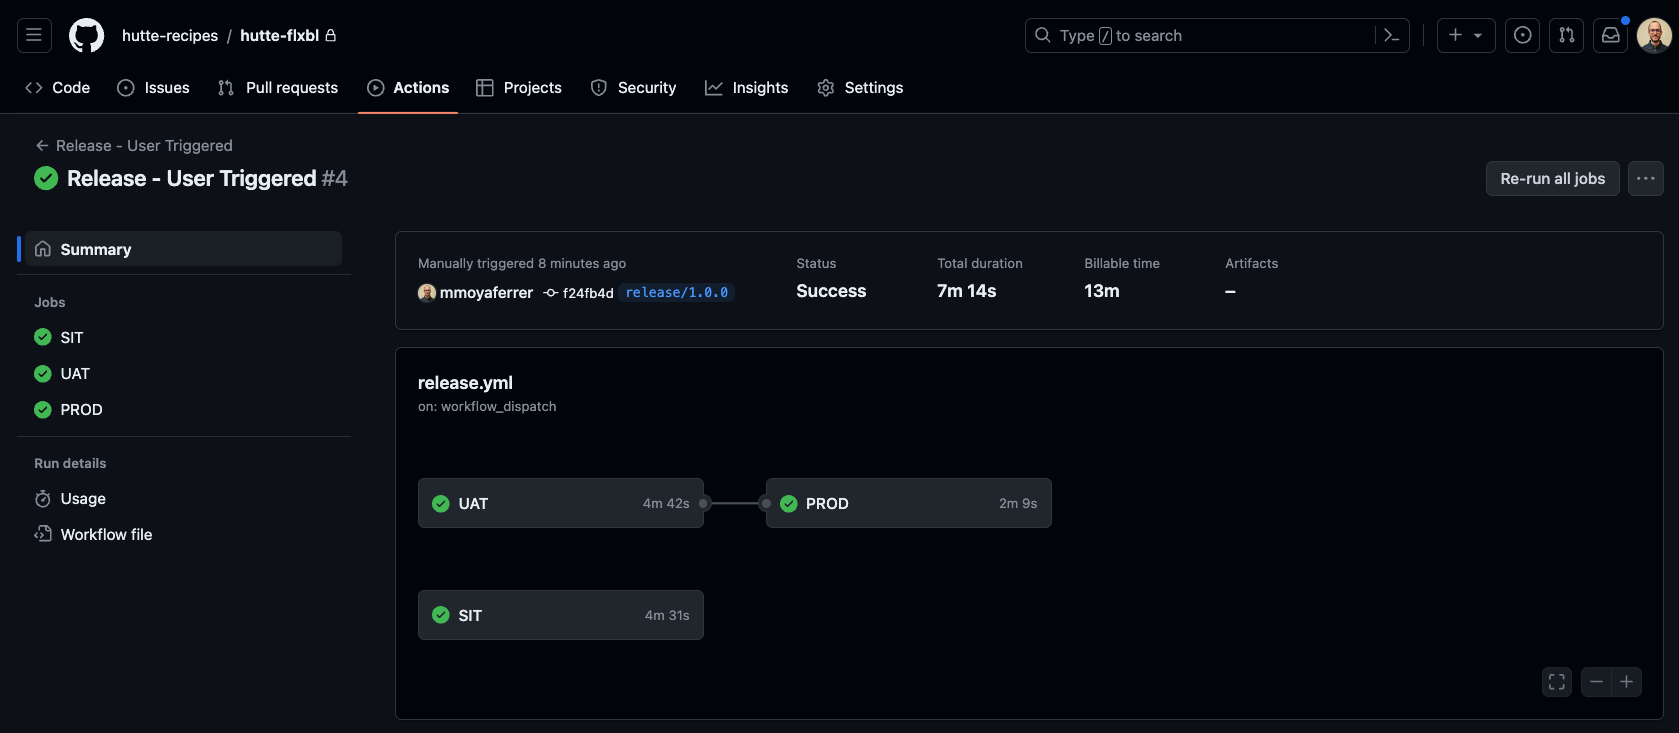 hutte-recipes / hutte-flxbl
Type / to search
Code Issues Pull requests Actions Projects Security Insights Settings
Release - User Triggered
Release - User Triggered #4
Re-run all jobs
Summary
Jobs
SIT
UAT
PROD
Run details
Usage
Workflow file
Manually triggered 8 minutes ago
mmoyaferrer f24fb4d release/1.0.0
Status
Success
Total duration
7m 14s
Billable time
13m
Artifacts
–
release.yml
on: workflow_dispatch
UAT 4m 42s
PROD 2m 9s
SIT 4m 31s